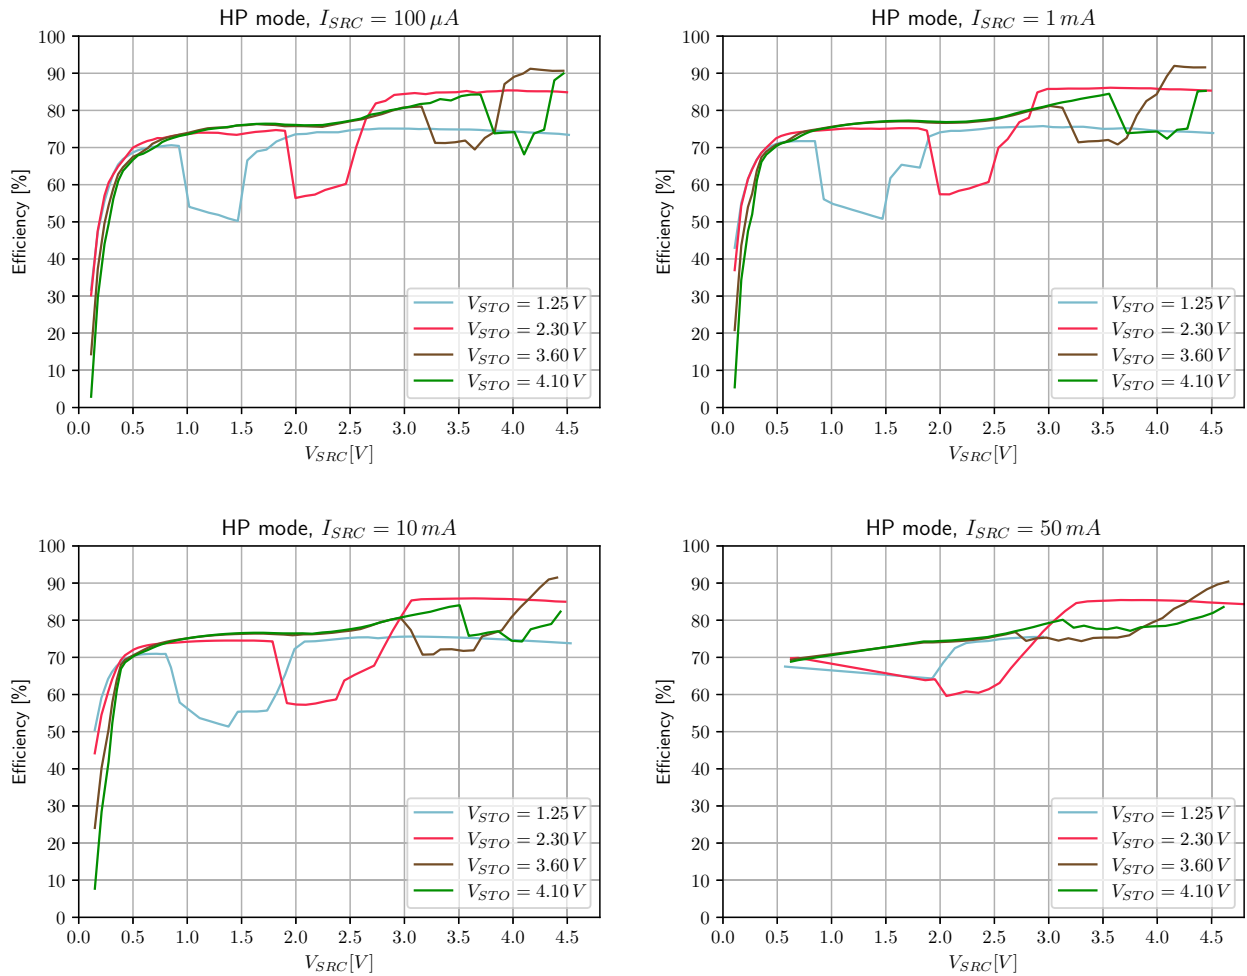 HP mode, I_SRC = 100 μA
Efficiency [%]
100
90
80
70
60
50
40
30
20
10
0
0.0 0.5 1.0 1.5 2.0 2.5 3.0 3.5 4.0 4.5
V_SRC[V]
V_STO = 1.25 V
V_STO = 2.30 V
V_STO = 3.60 V
V_STO = 4.10 V
HP mode, I_SRC = 1 mA
Efficiency [%]
100
90
80
70
60
50
40
30
20
10
0
0.0 0.5 1.0 1.5 2.0 2.5 3.0 3.5 4.0 4.5
V_SRC[V]
V_STO = 1.25 V
V_STO = 2.30 V
V_STO = 3.60 V
V_STO = 4.10 V
HP mode, I_SRC = 10 mA
Efficiency [%]
100
90
80
70
60
50
40
30
20
10
0
0.0 0.5 1.0 1.5 2.0 2.5 3.0 3.5 4.0 4.5
V_SRC[V]
V_STO = 1.25 V
V_STO = 2.30 V
V_STO = 3.60 V
V_STO = 4.10 V
HP mode, I_SRC = 50 mA
Efficiency [%]
100
90
80
70
60
50
40
30
20
10
0
0.0 0.5 1.0 1.5 2.0 2.5 3.0 3.5 4.0 4.5
V_SRC[V]
V_STO = 1.25 V
V_STO = 2.30 V
V_STO = 3.60 V
V_STO = 4.10 V